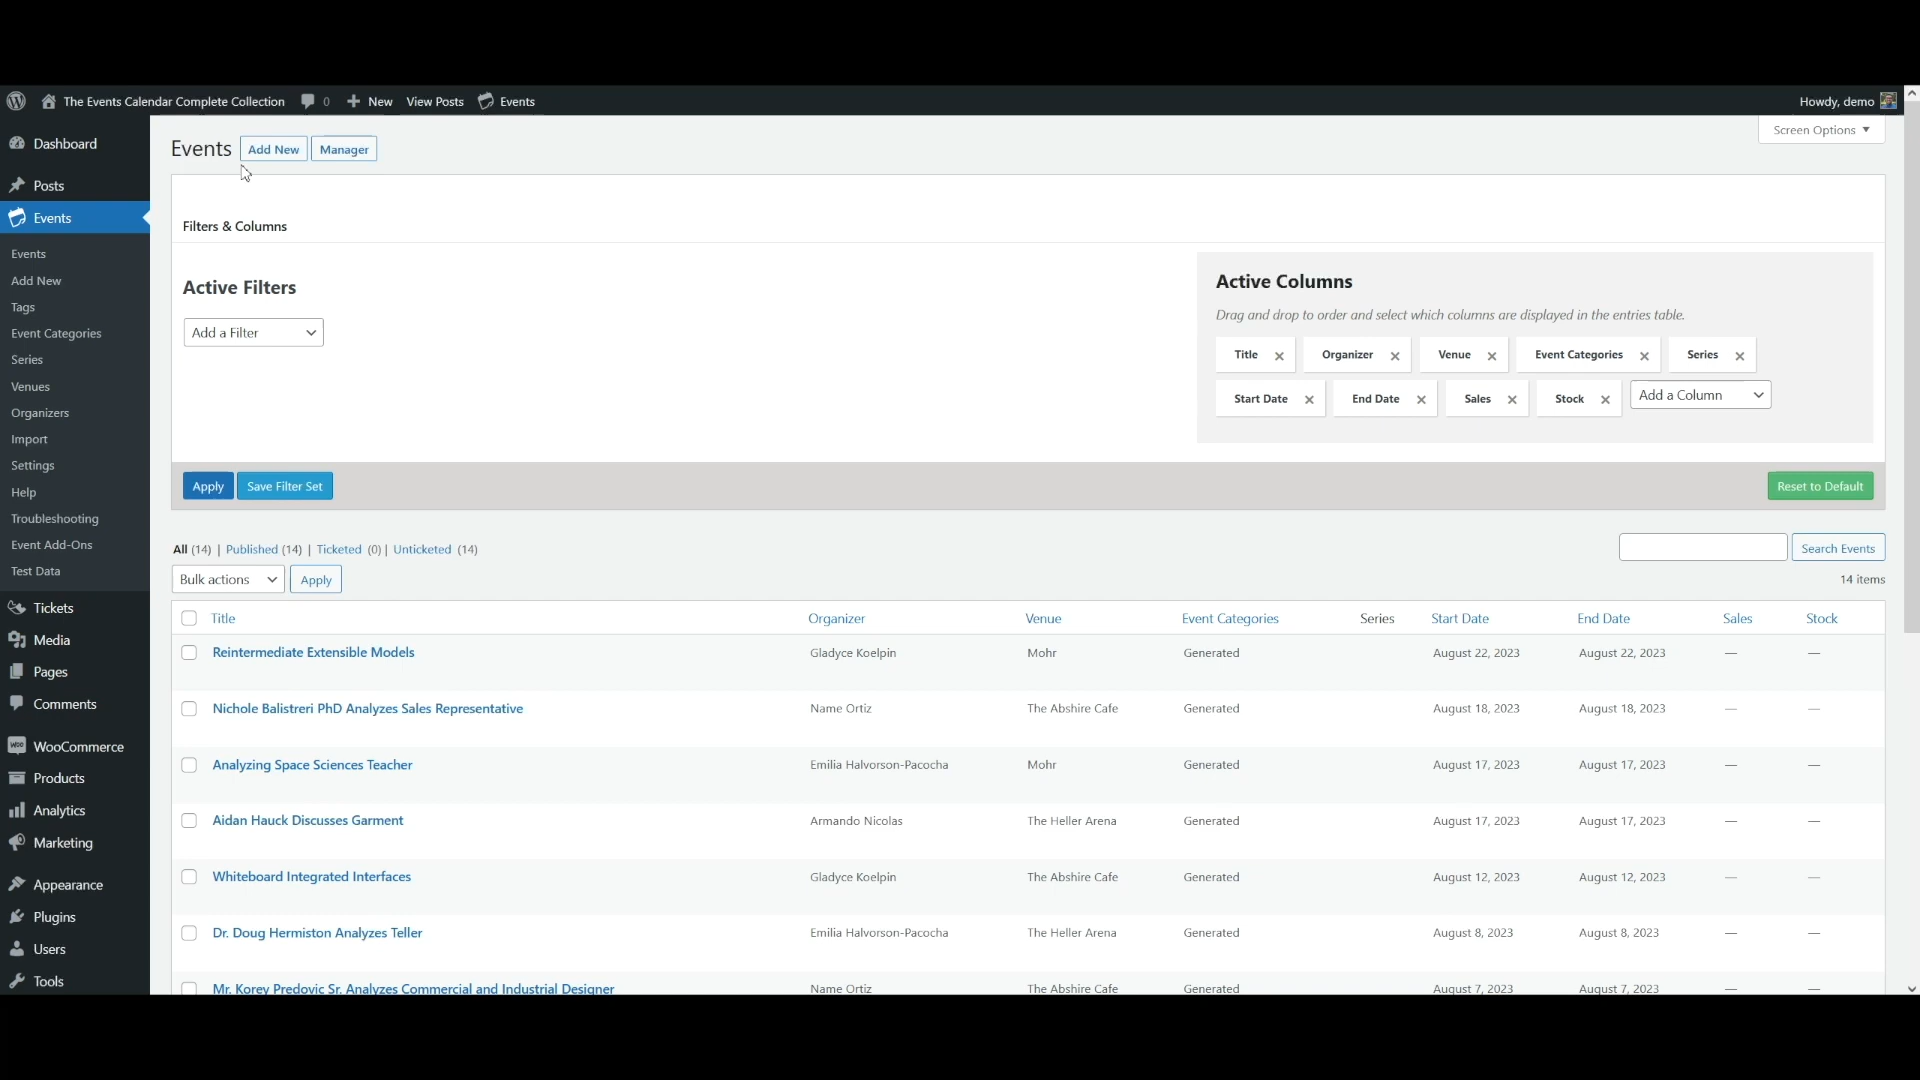 The Events Calendar Complete Collection 0 New View Posts Events Howdy, demo
Screen Options
Dashboard
Posts
Events
Events
Add New
Tags
Event Categories
Series
Venues
Organizers
Import
Settings
Help
Troubleshooting
Event Add-Ons
Test Data
Tickets
Media
Pages
Comments
WooCommerce
Products
Analytics
Marketing
Appearance
Plugins
Users
Tools
Events Add New Manager
Filters & Columns
Active Filters
Add a Filter
Active Columns
Drag and drop to order and select which columns are displayed in the entries table.
Title Organizer Venue Event Categories Series
Start Date End Date Sales Stock Add a Column
Apply Save Filter Set Reset to Default
All (14) | Published (14) | Ticketed (0) | Unticketed (14) Search Events
Bulk actions Apply 14 items
Title Organizer Venue Event Categories Series Start Date End Date Sales Stock
Reintermediate Extensible Models Gladyce Koelpin Mohr Generated August 22, 2023 August 22, 2023 — —
Nichole Balistreri PhD Analyzes Sales Representative Name Ortiz The Abshire Cafe Generated August 18, 2023 August 18, 2023 — —
Analyzing Space Sciences Teacher Emilia Halvorson-Pacocha Mohr Generated August 17, 2023 August 17, 2023 — —
Aidan Hauck Discusses Garment Armando Nicolas The Heller Arena Generated August 17, 2023 August 17, 2023 — —
Whiteboard Integrated Interfaces Gladyce Koelpin The Abshire Cafe Generated August 12, 2023 August 12, 2023 — —
Dr. Doug Hermiston Analyzes Teller Emilia Halvorson-Pacocha The Heller Arena Generated August 8, 2023 August 8, 2023 — —
Mr. Korey Predovic Sr. Analyzes Commercial and Industrial Designer Name Ortiz The Abshire Cafe Generated August 7, 2023 August 7, 2023 — —